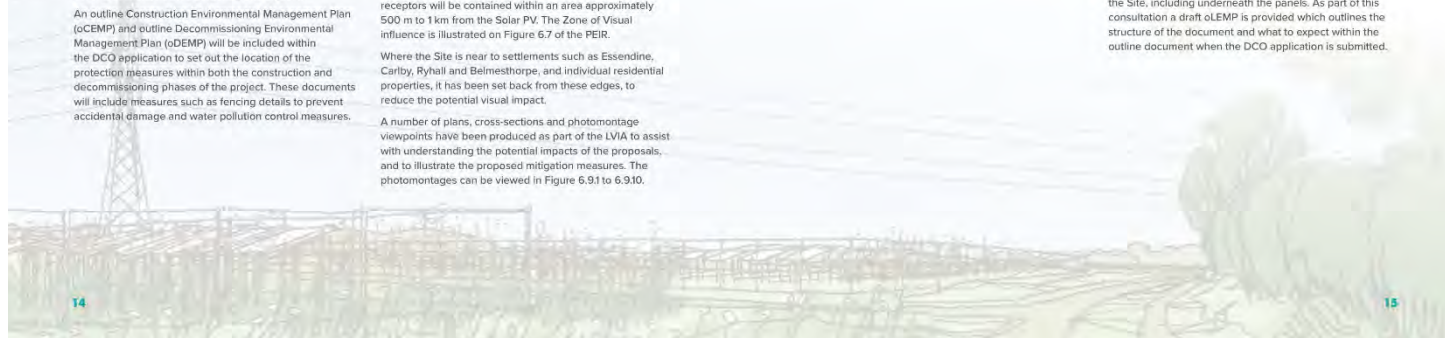 An outline Construction Environmental Management Plan
(oCEMP) and outline Decommissioning Environmental
Management Plan (oDEMP) will be included within
the DCO application to set out the location of the
protection measures within both the construction and
decommissioning phases of the project. These documents
will include measures such as fencing details to prevent
accidental damage and water pollution control measures.
receptors will be contained within an area approximately
500 m to 1 km from the Solar PV. The Zone of Visual
influence is illustrated on Figure 6.7 of the PEIR.
Where the Site is near to settlements such as Essendine,
Carlby, Ryhall and Belmesthorpe, and individual residential
properties, it has been set back from these edges, to
reduce the potential visual impact.
A number of plans, cross-sections and photomontage
viewpoints have been produced as part of the LVIA to assist
with understanding the potential impacts of the proposals,
and to illustrate the proposed mitigation measures. The
photomontages can be viewed in Figure 6.9.1 to 6.9.10.
the Site, including underneath the panels. As part of this
consultation a draft oLEMP is provided which outlines the
structure of the document and what to expect within the
outline document when the DCO application is submitted.
14
15